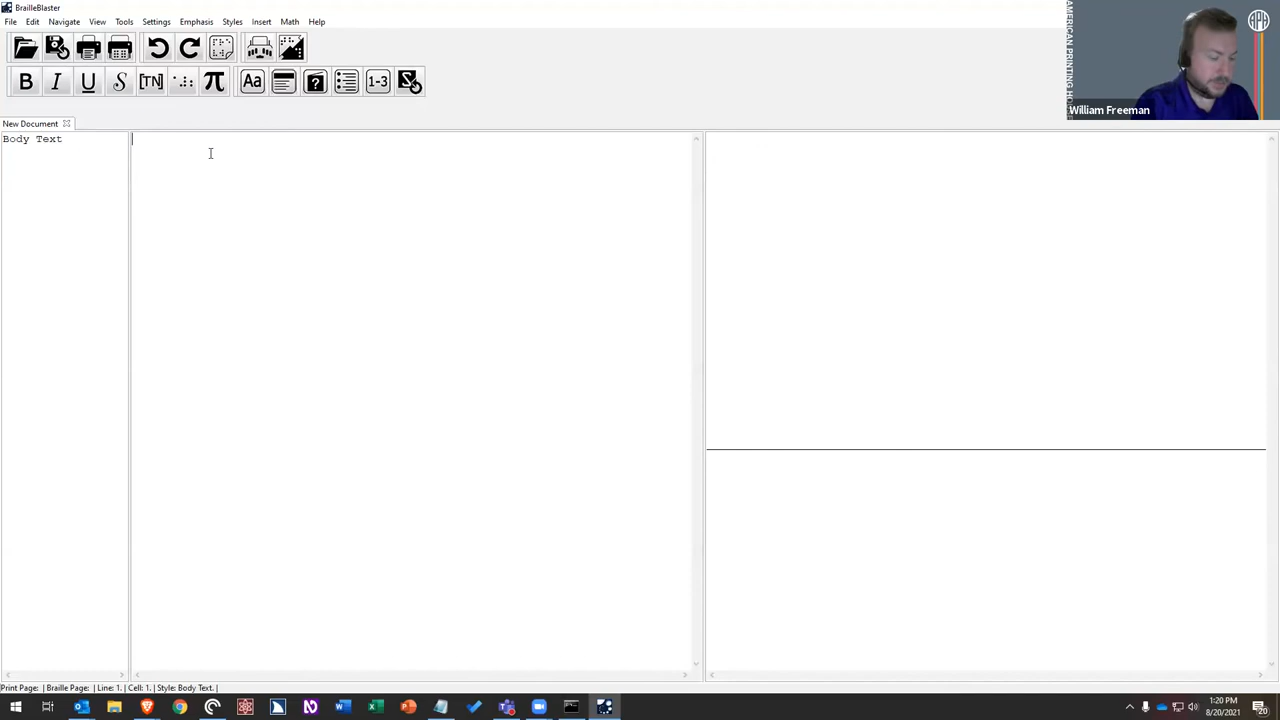 BrailleBlaster
File Edit Navigate View Tools Settings Emphasis Styles Insert Math Help
B I U S [TN] π Aa ? 1-3
AMERICAN PRINTING HOUSE
William Freeman
New Document
Body Text
Print Page: | Braille Page: | Line: 1. | Cell: 1. | Style: Body Text. |
1:20 PM
8/20/2021
20